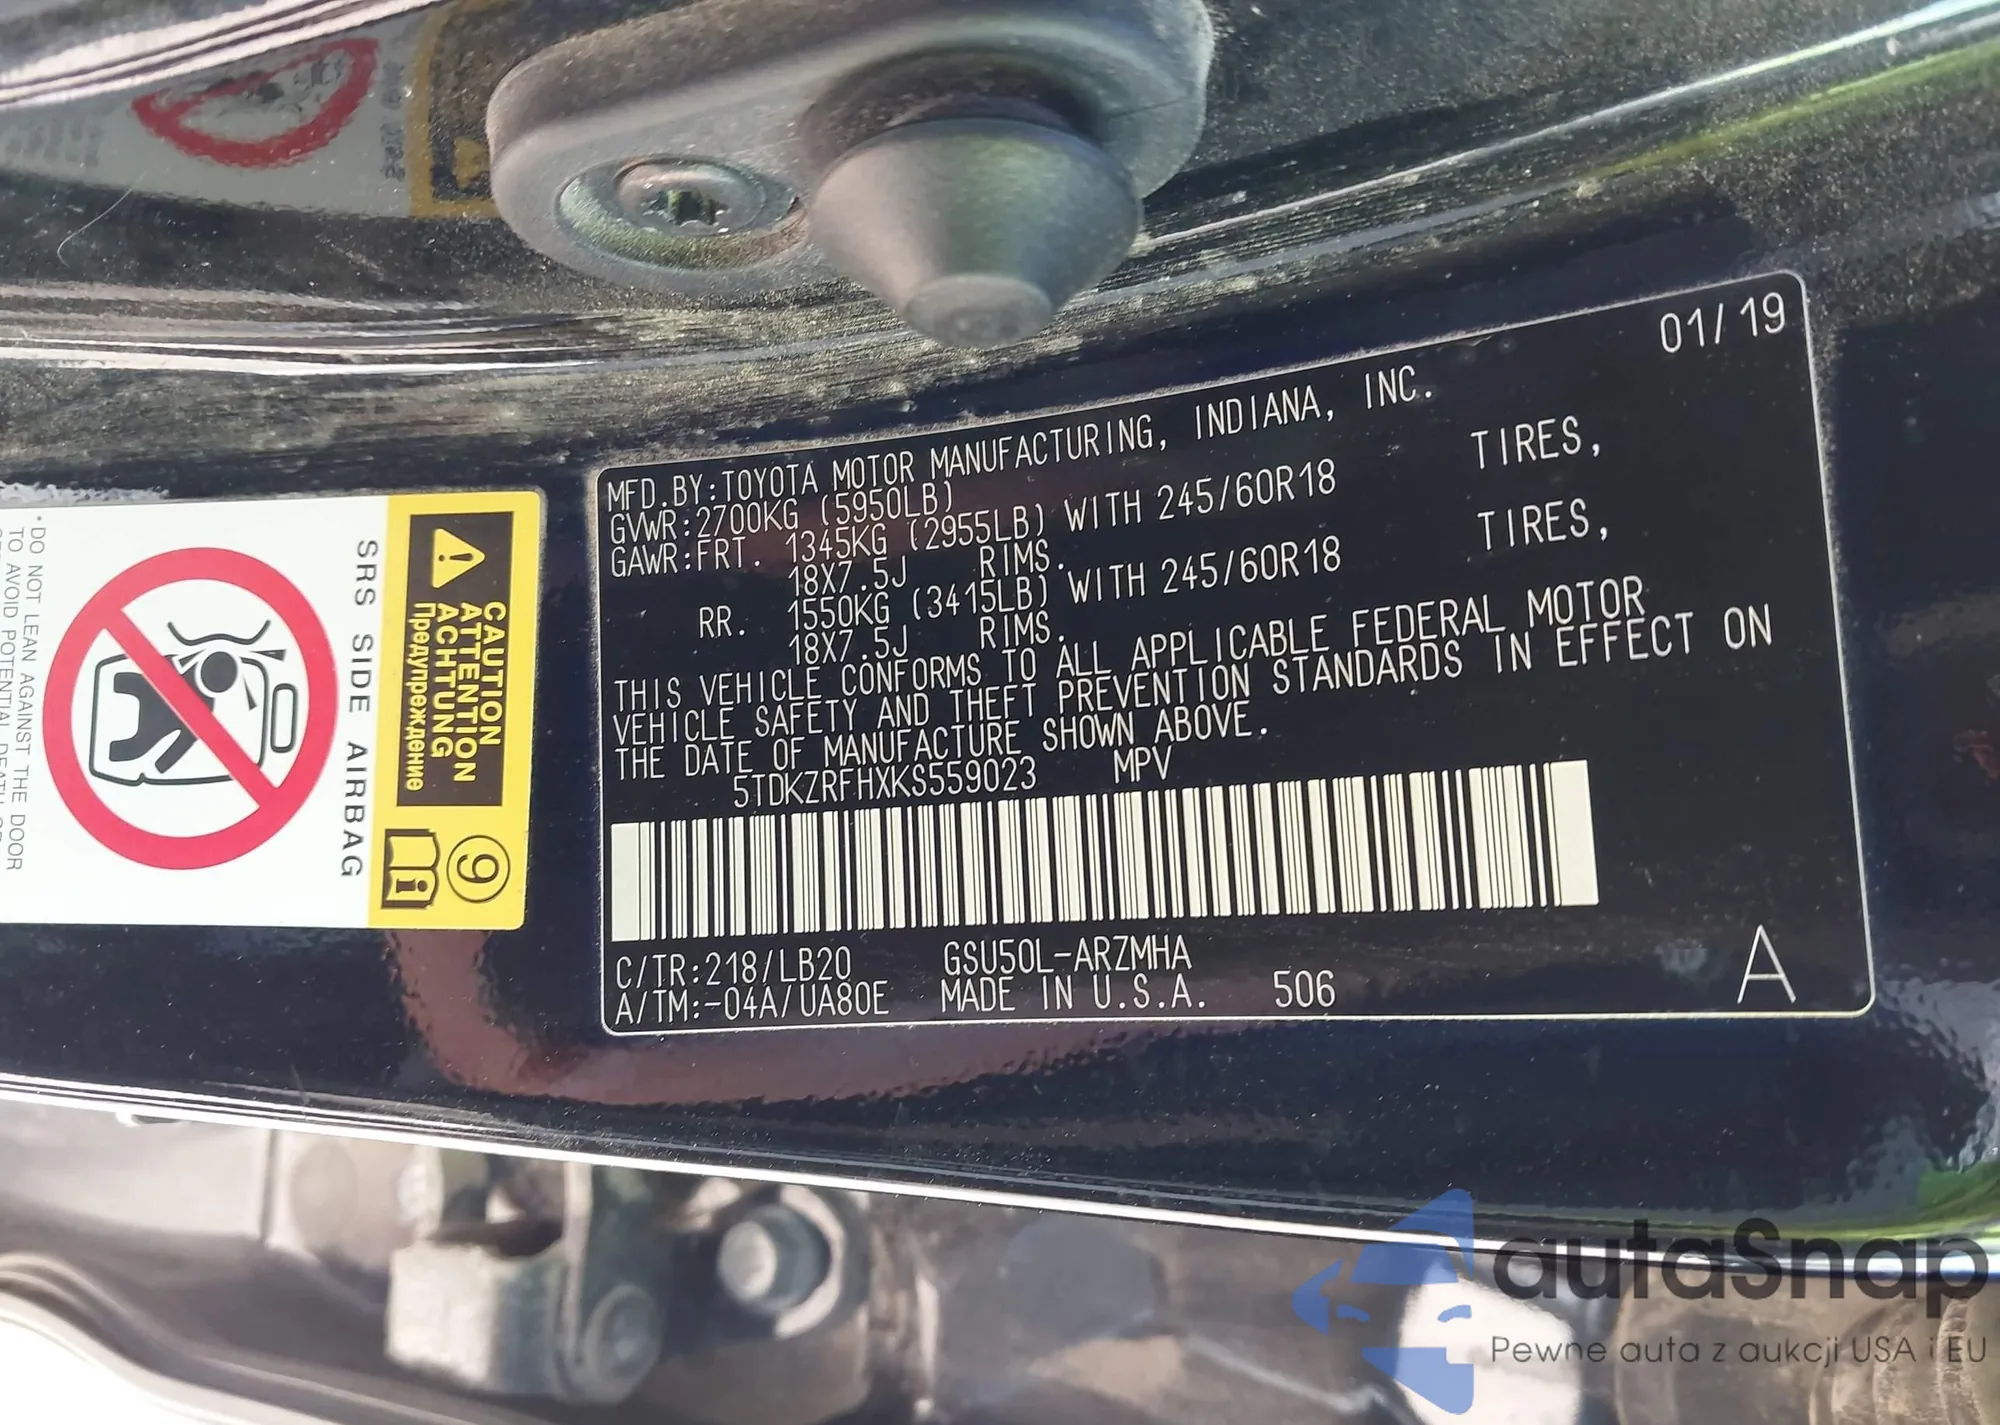 01/19
MFD.BY:TOYOTA MOTOR MANUFACTURING, INDIANA, INC.
GVWR:2700KG (5950LB)
GAWR:FRT. 1345KG (2955LB) WITH 245/60R18 TIRES,
18X7.5J RIMS.
RR. 1550KG (3415LB) WITH 245/60R18 TIRES,
18X7.5J RIMS.
THIS VEHICLE CONFORMS TO ALL APPLICABLE FEDERAL MOTOR
VEHICLE SAFETY AND THEFT PREVENTION STANDARDS IN EFFECT ON
THE DATE OF MANUFACTURE SHOWN ABOVE.
5TDKZRFHXKS559023 MPV
C/TR:218/LB20 GSU50L-ARZMHA
A/TM:-04A/UA80E MADE IN U.S.A. 506
A
CAUTION
ATTENTION
ACHTUNG
Предупреждение
9
i
SRS SIDE AIRBAG
•DO NOT LEAN AGAINST THE DOOR
TO AVOID POTENTIAL DEATH OR
autaSnap
Pewne auta z aukcji USA i EU